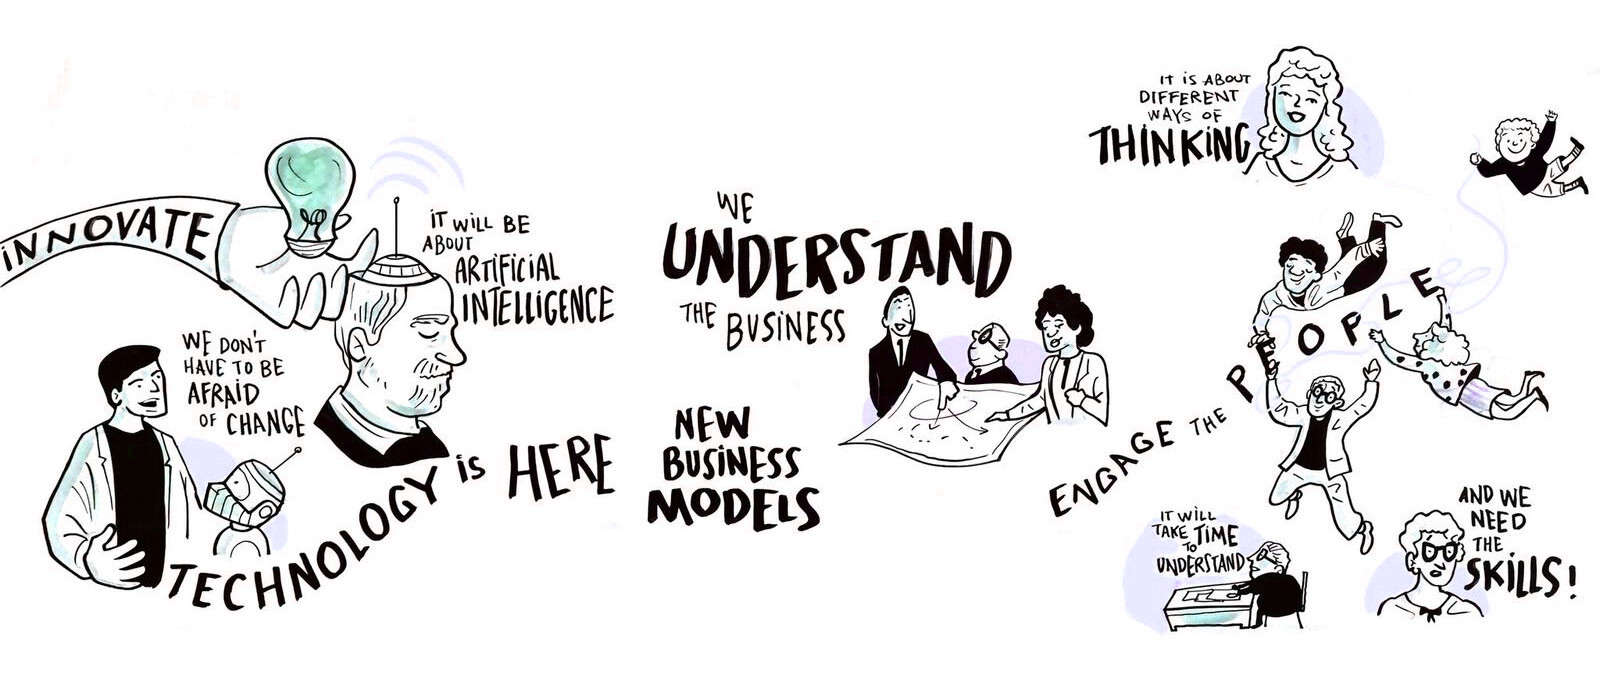 INNOVATE
IT WILL BE
ABOUT
ARTIFICIAL
INTELLIGENCE
WE DON'T
HAVE TO BE
AFRAID
OF CHANGE
TECHNOLOGY IS HERE
WE
UNDERSTAND
THE BUSINESS
NEW
BUSINESS
MODELS
IT IS ABOUT
DIFFERENT
WAYS OF
THINKING
ENGAGE THE PEOPLE
IT WILL
TAKE TIME
TO
UNDERSTAND
AND WE
NEED
THE
SKILLS!